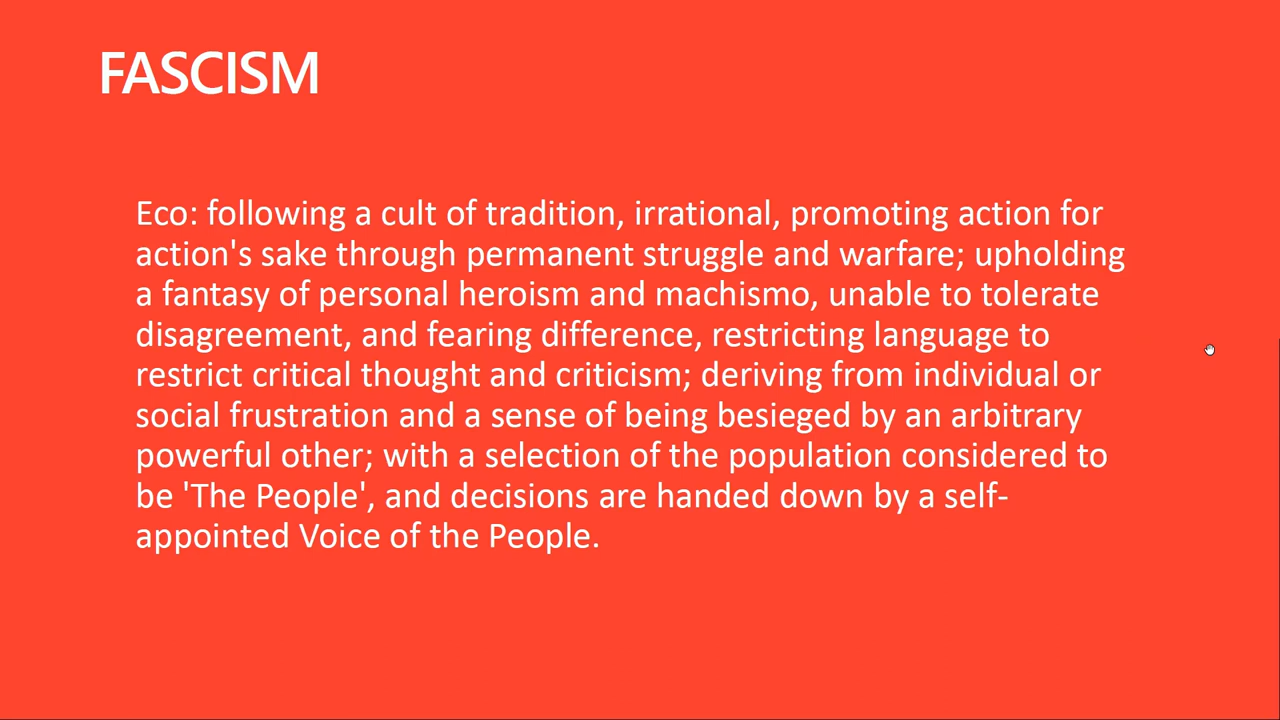 FASCISM
Eco: following a cult of tradition, irrational, promoting action for
action's sake through permanent struggle and warfare; upholding
a fantasy of personal heroism and machismo, unable to tolerate
disagreement, and fearing difference, restricting language to
restrict critical thought and criticism; deriving from individual or
social frustration and a sense of being besieged by an arbitrary
powerful other; with a selection of the population considered to
be 'The People', and decisions are handed down by a self-
appointed Voice of the People.